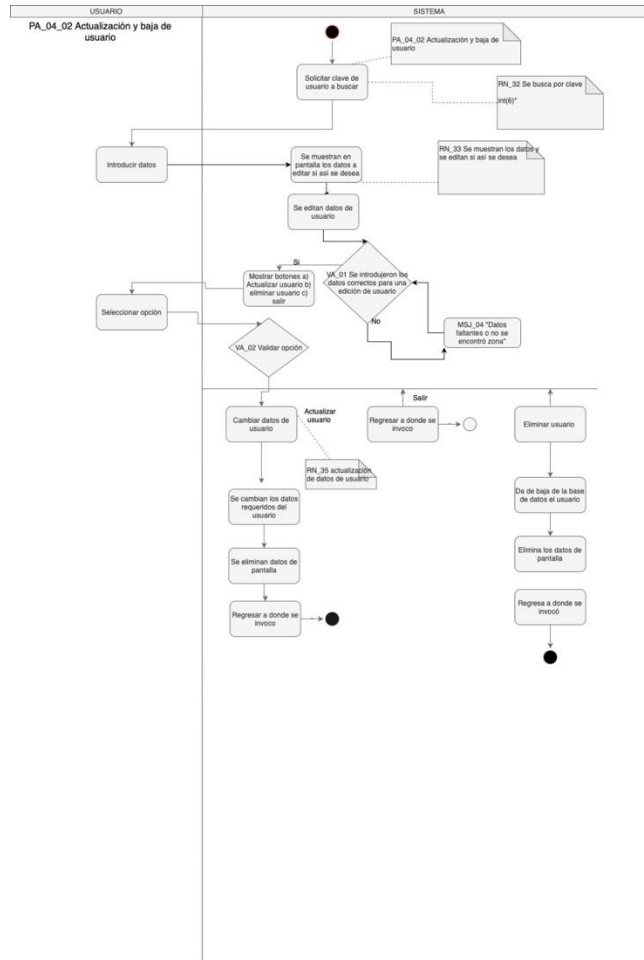 USUARIO
SISTEMA
PA_04_02 Actualización y baja de
usuario
PA_04_02 Actualización y baja de
usuario
Solicitar clave de
usuario a buscar
RN_32 Se busca por clave
int(6)*
Introducir datos
Se muestran en
pantalla los datos a
editar si así se desea
RN_33 Se muestran los datos y
se editan si así se desea
Se editan datos de
usuario
Si
Mostrar botones a)
Actualizar usuario b)
eliminar usuario c)
salir
VA_01 Se introdujeron los
datos correctos para una
edición de usuario
Seleccionar opción
No
MSJ_04 "Datos
faltantes o no se
encontró zona"
VA_02 Validar opción
Cambiar datos de
usuario
Actualizar
usuario
Salir
Regresar a donde se
invoco
Eliminar usuario
RN_35 actualización
de datos de usuario
Se cambian los datos
requeridos del
usuario
Da de baja de la base
de datos el usuario
Se eliminan datos de
pantalla
Elimina los datos de
pantalla
Regresar a donde se
invoco
Regresa a donde se
invocó